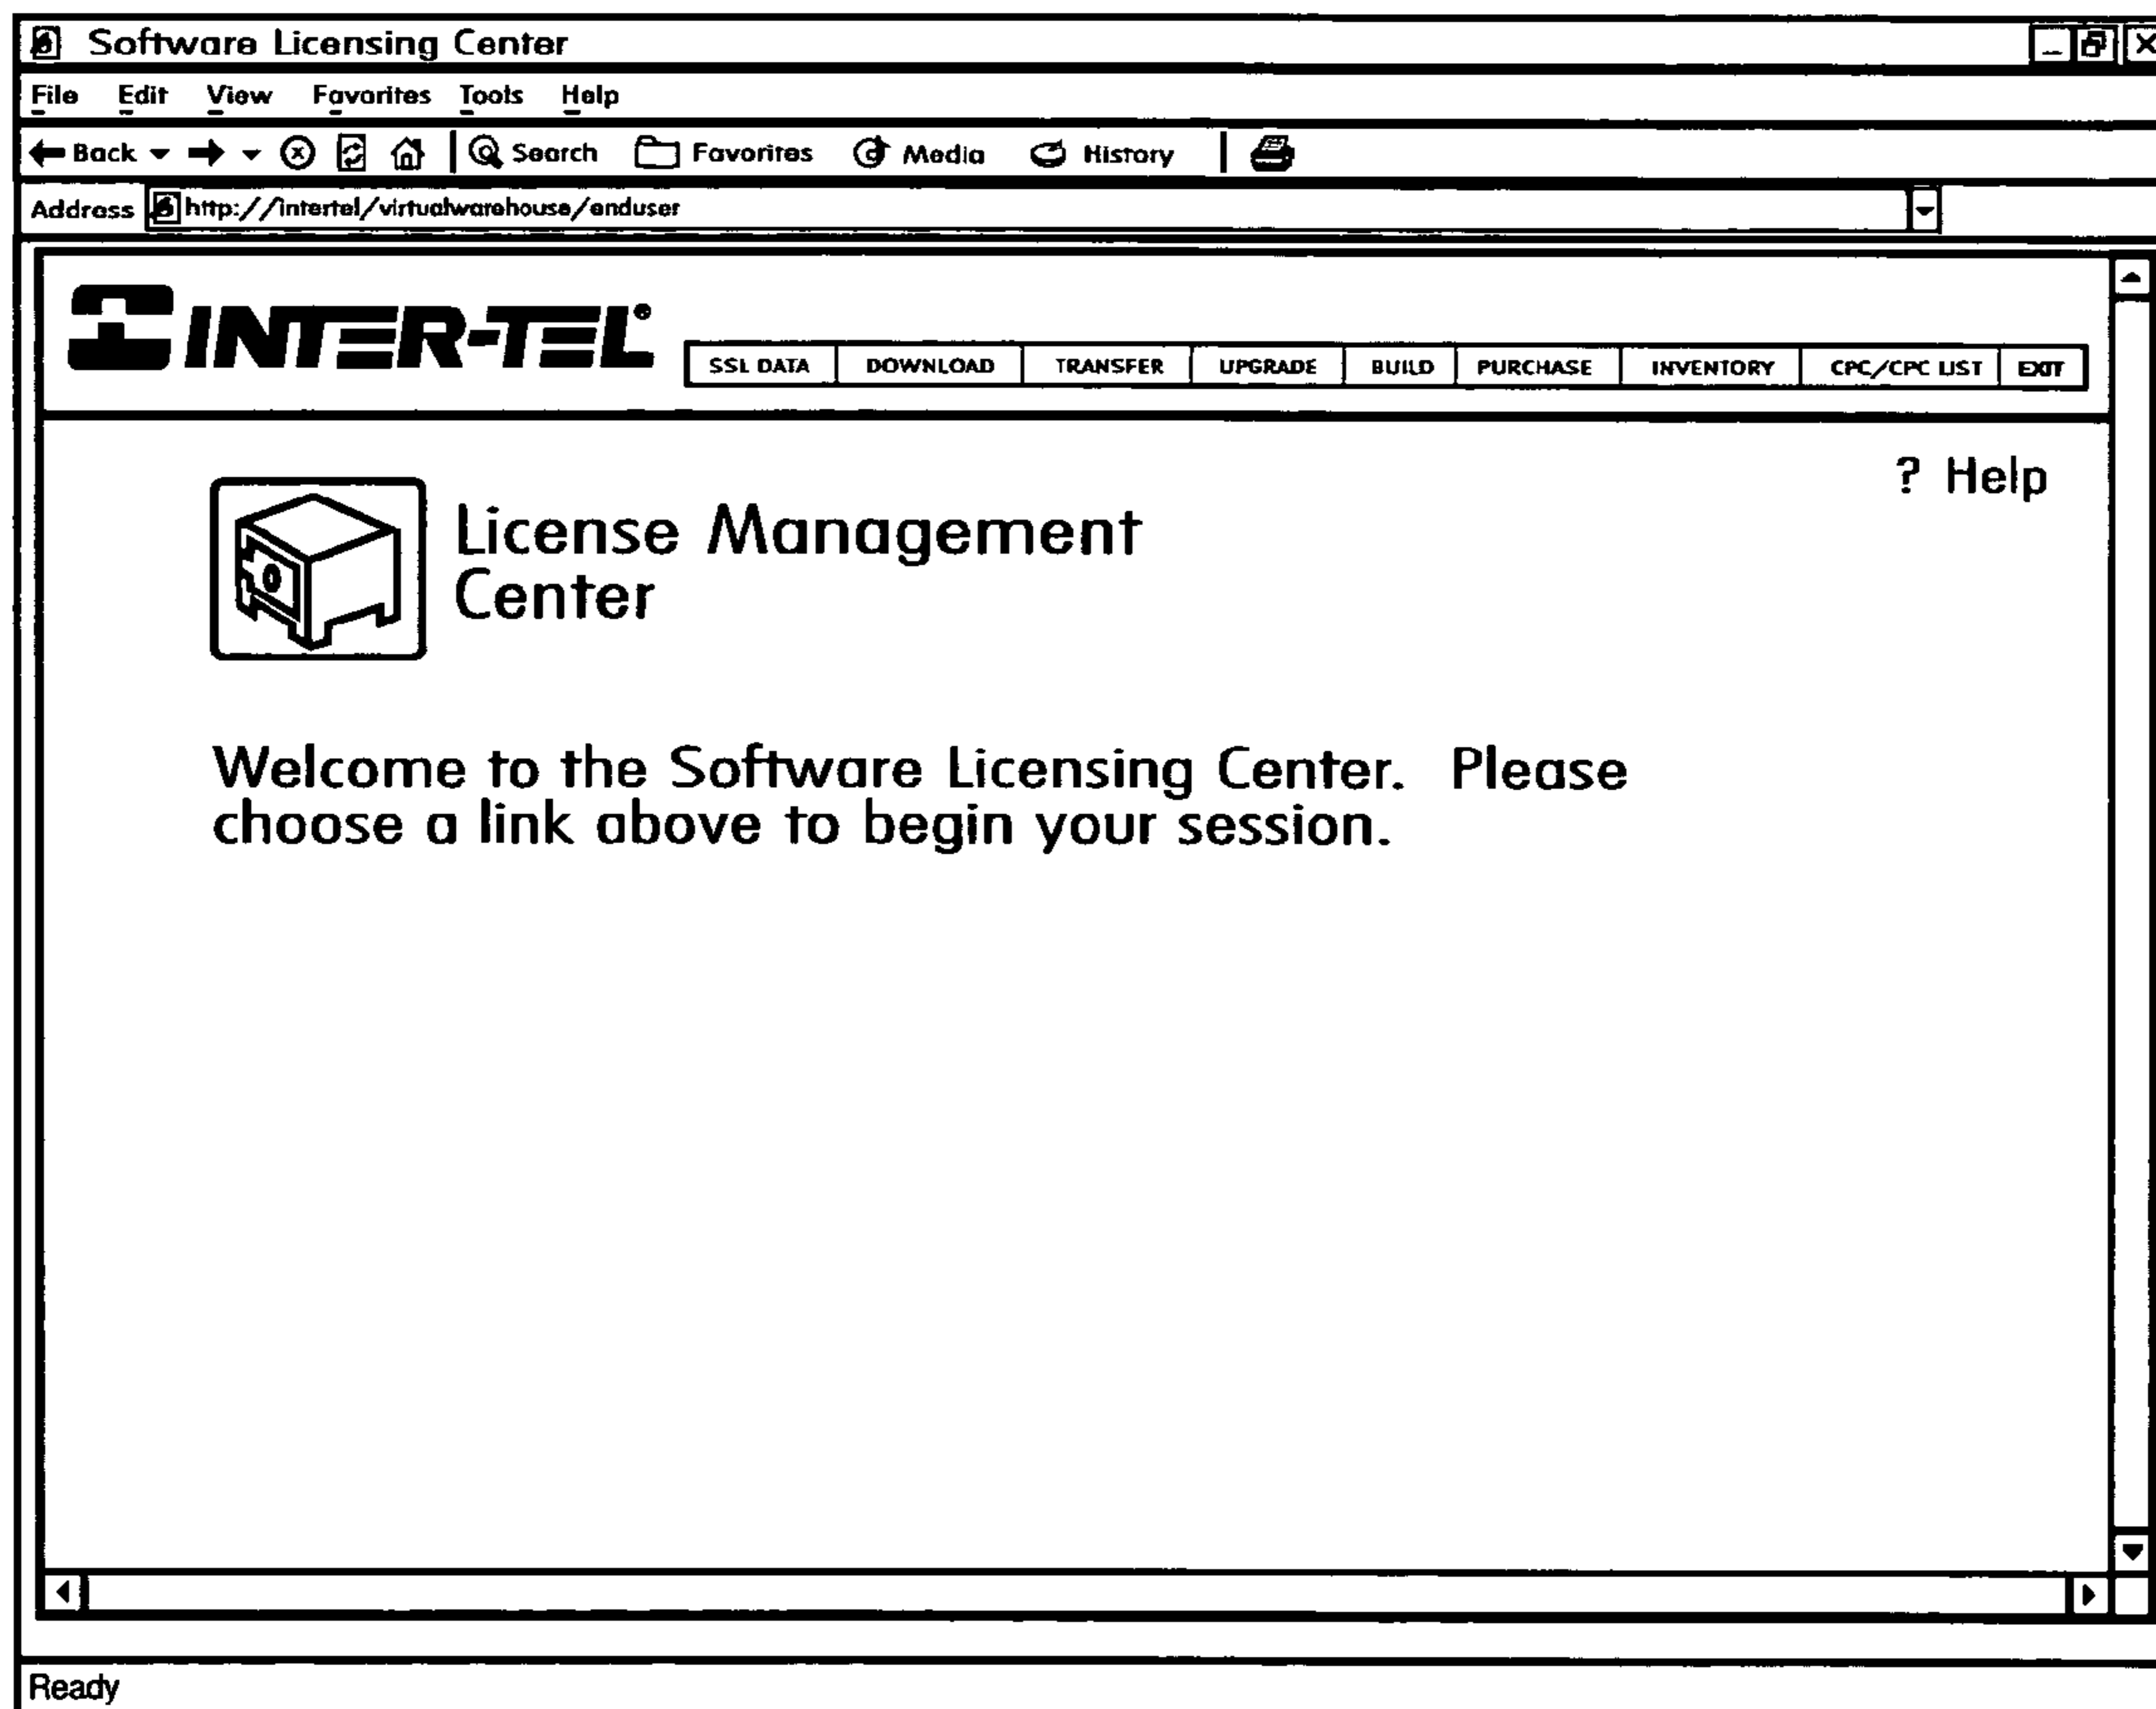 Software Licensing Center
File Edit View Favorites Tools Help
Back Search Favorites Media History
Address http://intertel/virtualwarehouse/enduser
INTER-TEL®
SSL DATA DOWNLOAD TRANSFER UPGRADE BUILD PURCHASE INVENTORY CPC/CPC LIST EXIT
? Help
License Management
Center
Welcome to the Software Licensing Center. Please
choose a link above to begin your session.
Ready